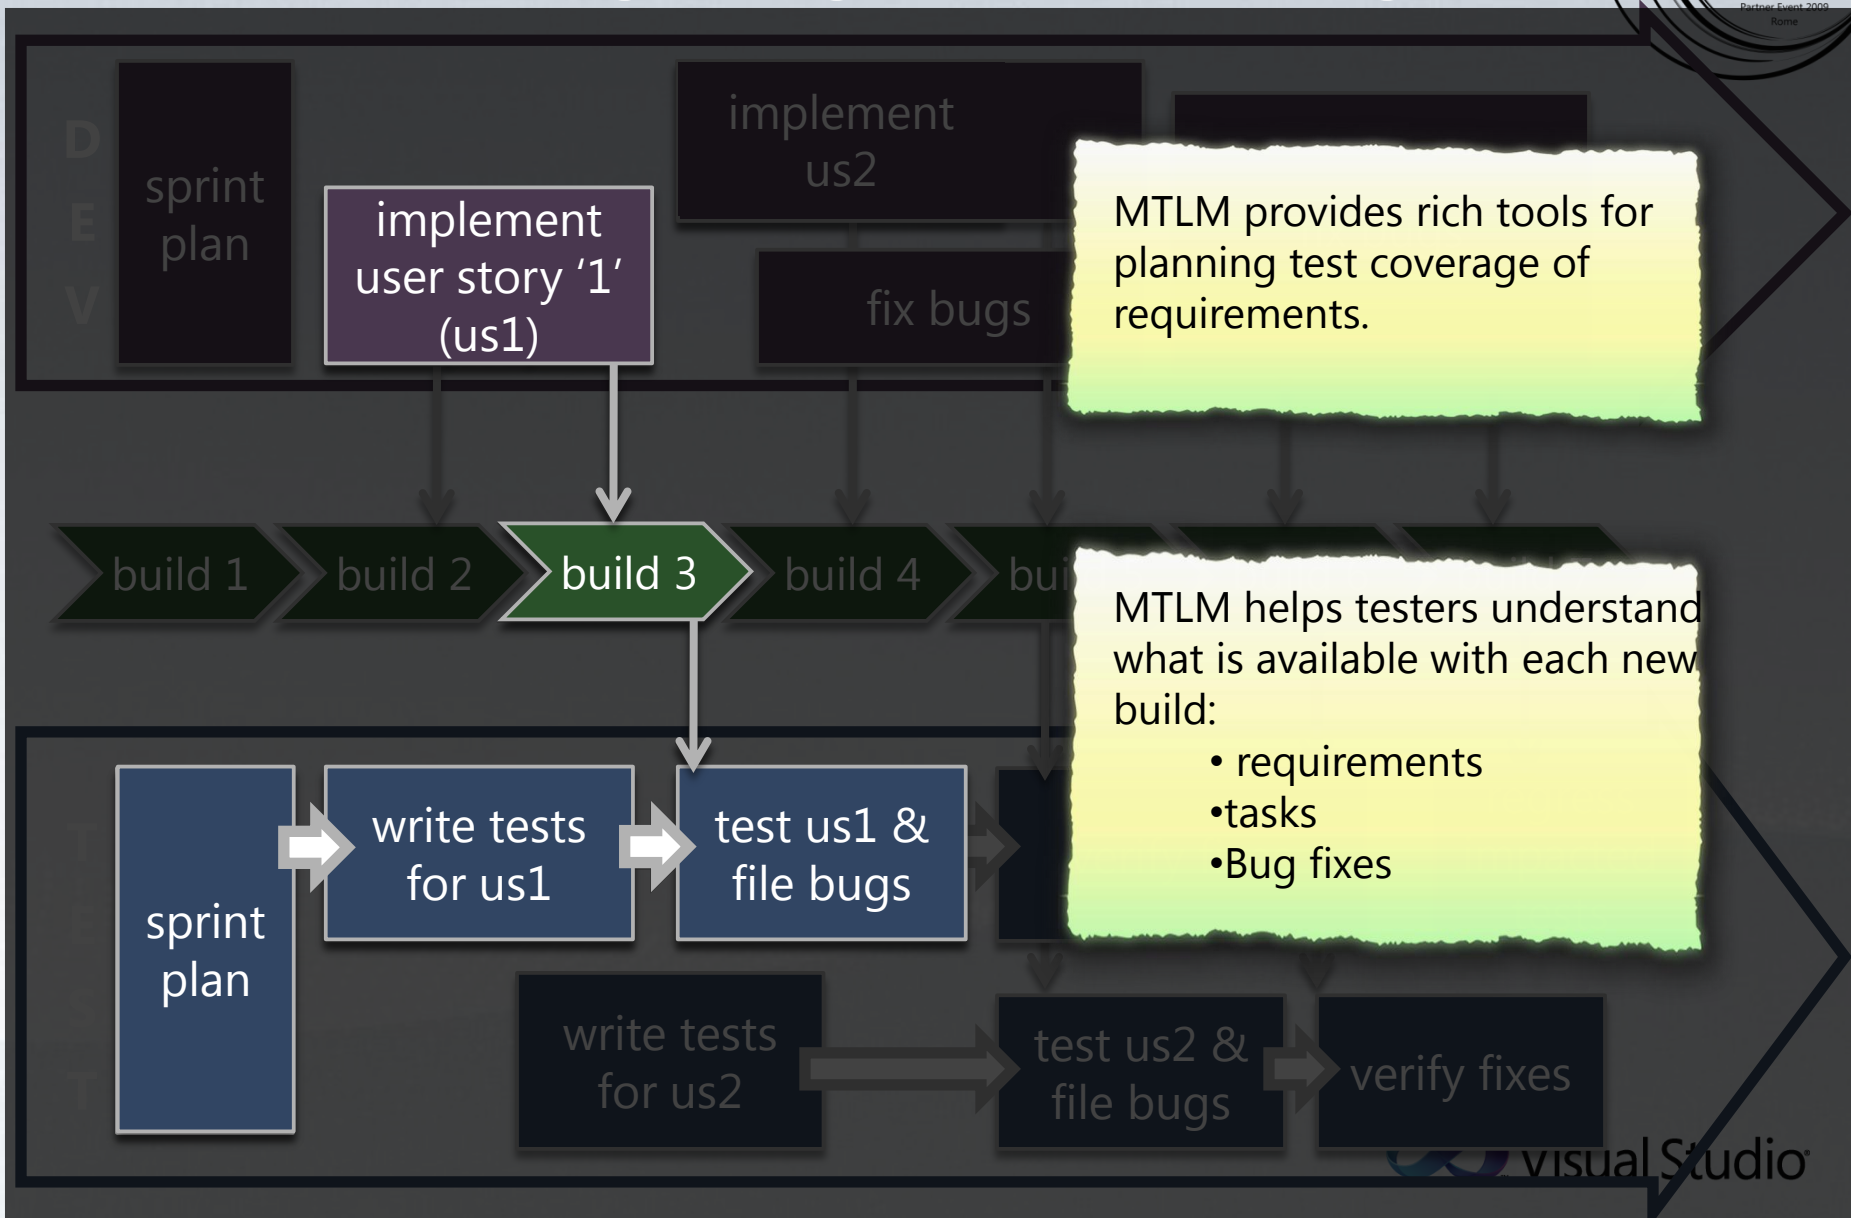 Partner Event 2009
Rome
D
E
V
sprint
plan
implement
user story ‘1’
(us1)
implement
us2
fix bugs
MTLM provides rich tools for
planning test coverage of
requirements.
build 1
build 2
build 3
build 4
MTLM helps testers understand
what is available with each new
build:
• requirements
•tasks
•Bug fixes
T
E
S
T
sprint
plan
write tests
for us1
test us1 &
file bugs
write tests
for us2
test us2 &
file bugs
verify fixes
Visual Studio